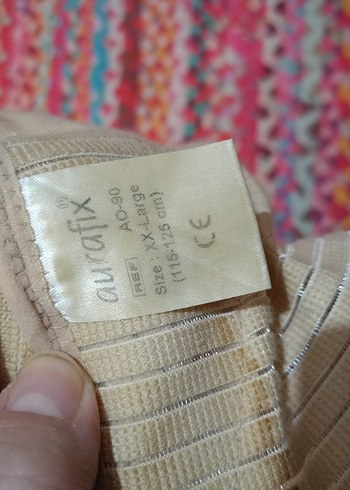 aurafix®
REF AO-90
Size : XX-Large
(115-125 cm)
CE